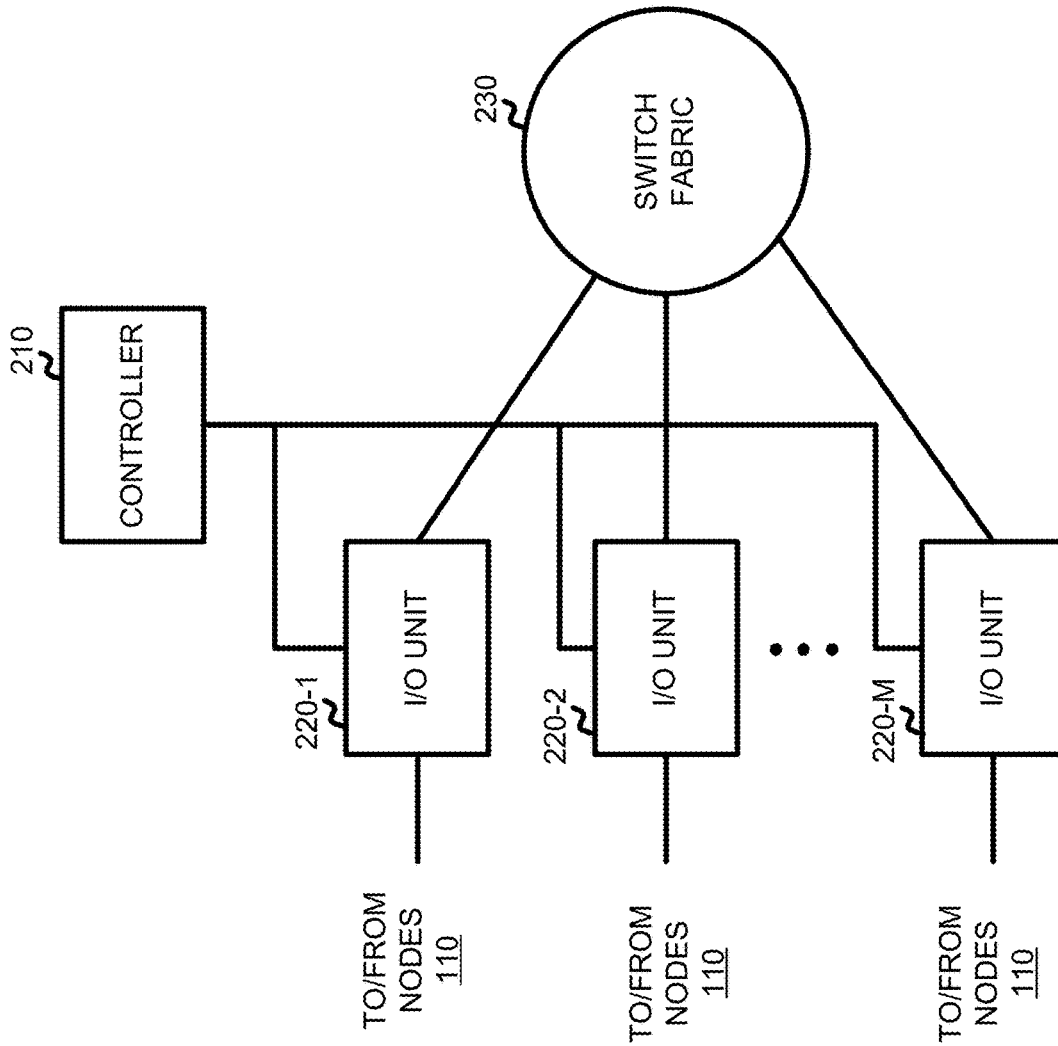 210
CONTROLLER
230
SWITCH
FABRIC
220-1
I/O UNIT
TO/FROM
NODES
110
220-2
I/O UNIT
TO/FROM
NODES
110
220-M
I/O UNIT
TO/FROM
NODES
110